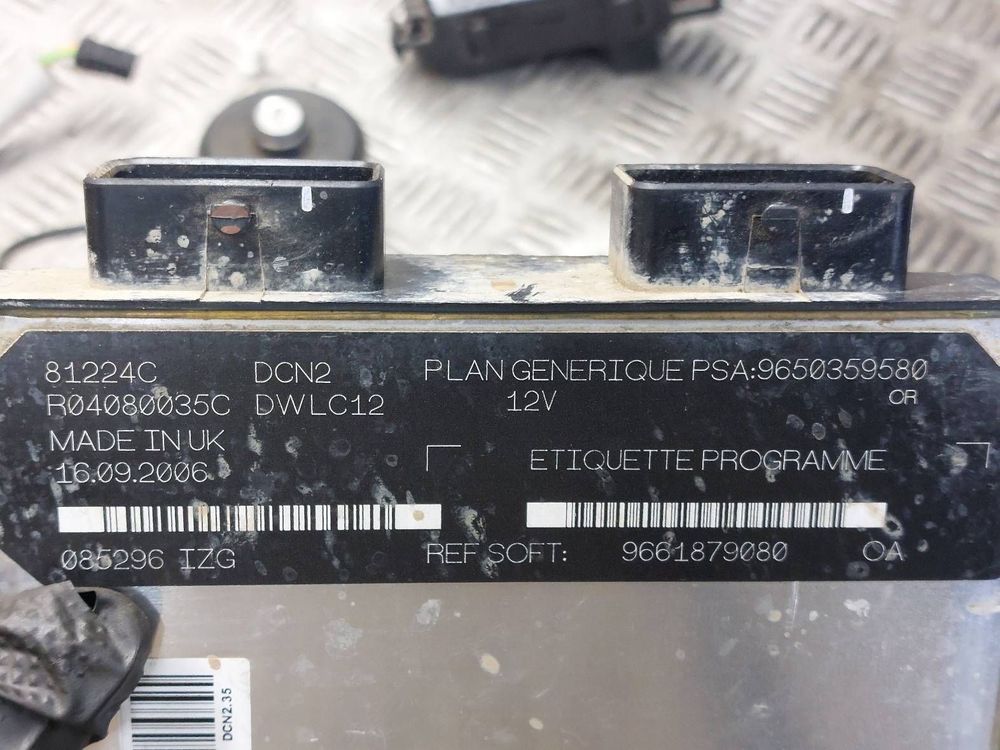 81224C DCN2 PLAN GENERIQUE PSA:9650359580
R04080035C DWLC12 12V OR
MADE IN UK
16.09.2006 ETIQUETTE PROGRAMME
085296 IZG REF SOFT: 9661879080 OA
DCN2.35